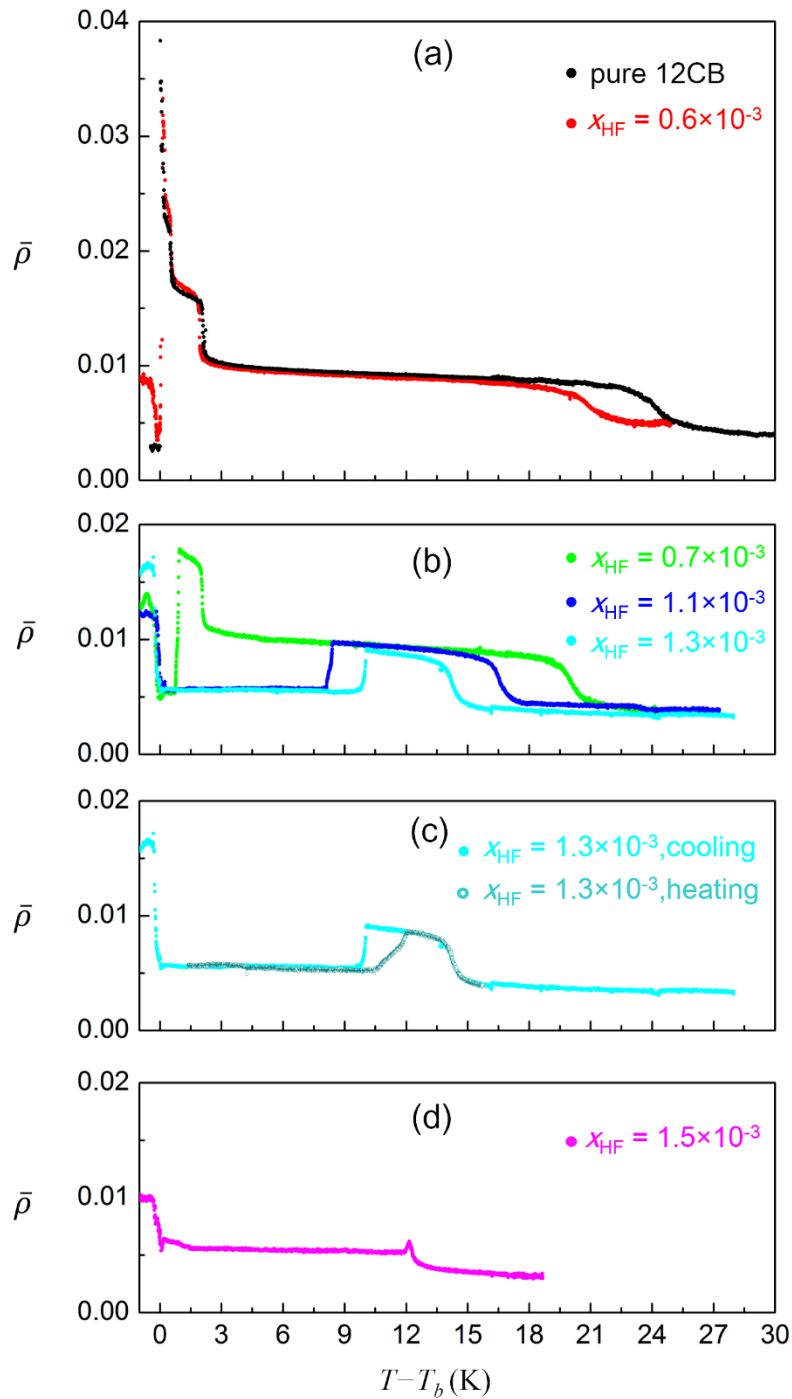 (a)
pure 12CB
x_HF = 0.6×10⁻³
0.04
0.03
0.02
0.01
0.00
ρ̄
(b)
x_HF = 0.7×10⁻³
x_HF = 1.1×10⁻³
x_HF = 1.3×10⁻³
0.02
0.01
0.00
ρ̄
(c)
x_HF = 1.3×10⁻³,cooling
x_HF = 1.3×10⁻³,heating
0.02
0.01
0.00
ρ̄
(d)
x_HF = 1.5×10⁻³
0.02
0.01
0.00
ρ̄
0 3 6 9 12 15 18 21 24 27 30
T−T_b (K)